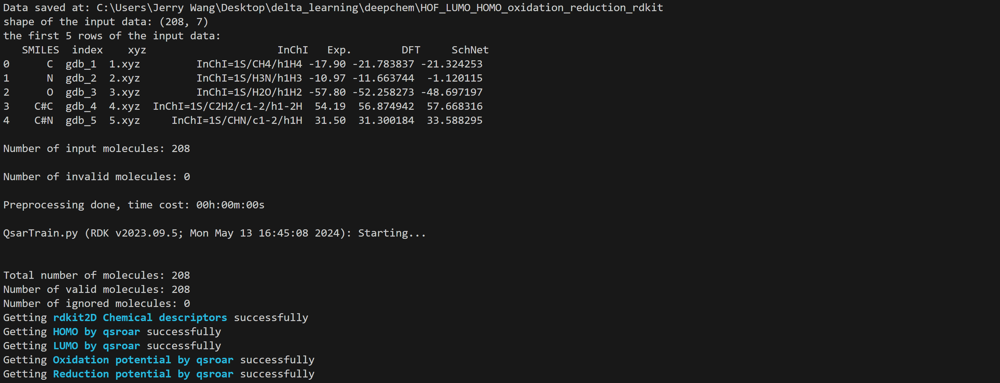 Data saved at: C:\Users\Jerry Wang\Desktop\delta_learning\deepchem\HOF_LUMO_HOMO_oxidation_reduction_rdkit
shape of the input data: (208, 7)
the first 5 rows of the input data:
   SMILES  index    xyz                     InChI   Exp.        DFT     SchNet
0      C  gdb_1  1.xyz         InChI=1S/CH4/h1H4 -17.90 -21.783837 -21.324253
1      N  gdb_2  2.xyz         InChI=1S/H3N/h1H3 -10.97 -11.663744  -1.120115
2      O  gdb_3  3.xyz         InChI=1S/H2O/h1H2 -57.80 -52.258273 -48.697197
3    C#C  gdb_4  4.xyz  InChI=1S/C2H2/c1-2/h1-2H  54.19  56.874942  57.668316
4    C#N  gdb_5  5.xyz     InChI=1S/CHN/c1-2/h1H  31.50  31.300184  33.588295
Number of input molecules: 208
Number of invalid molecules: 0
Preprocessing done, time cost: 00h:00m:00s
QsarTrain.py (RDK v2023.09.5; Mon May 13 16:45:08 2024): Starting...
Total number of molecules: 208
Number of valid molecules: 208
Number of ignored molecules: 0
Getting rdkit2D Chemical descriptors successfully
Getting HOMO by qsroar successfully
Getting LUMO by qsroar successfully
Getting Oxidation potential by qsroar successfully
Getting Reduction potential by qsroar successfully